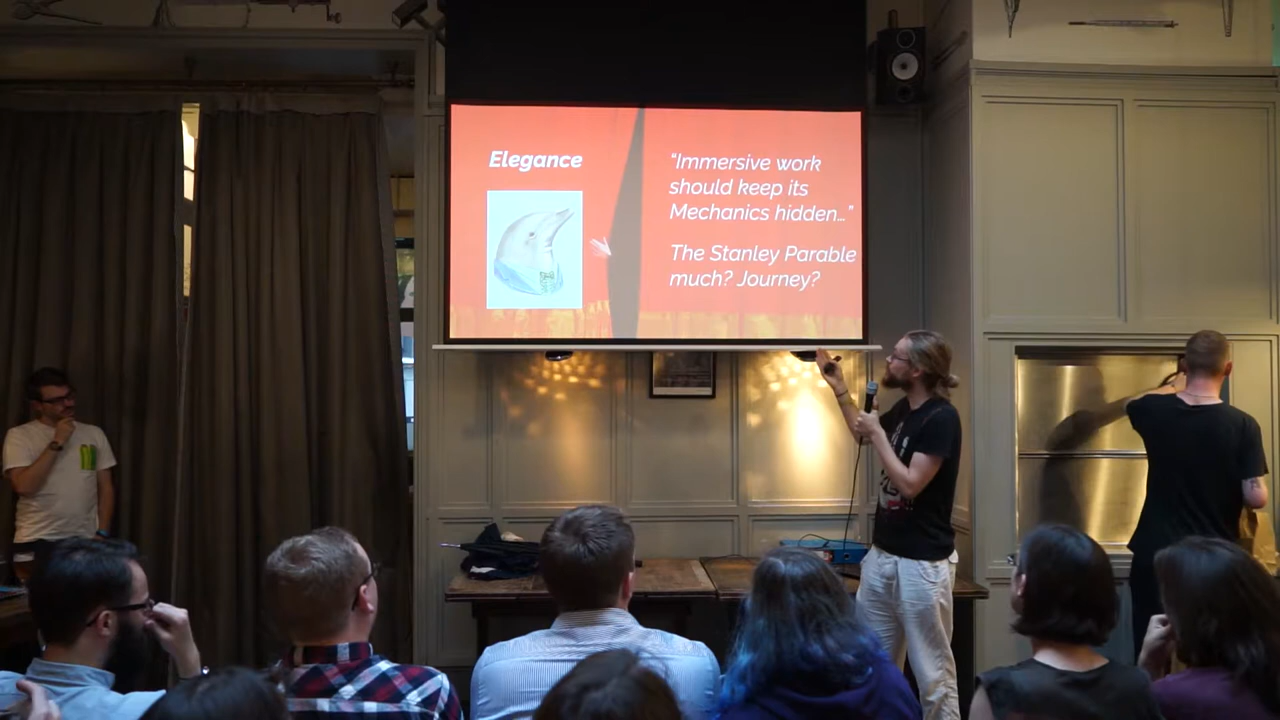 Elegance
“Immersive work
should keep its
Mechanics hidden…”
The Stanley Parable
much? Journey?